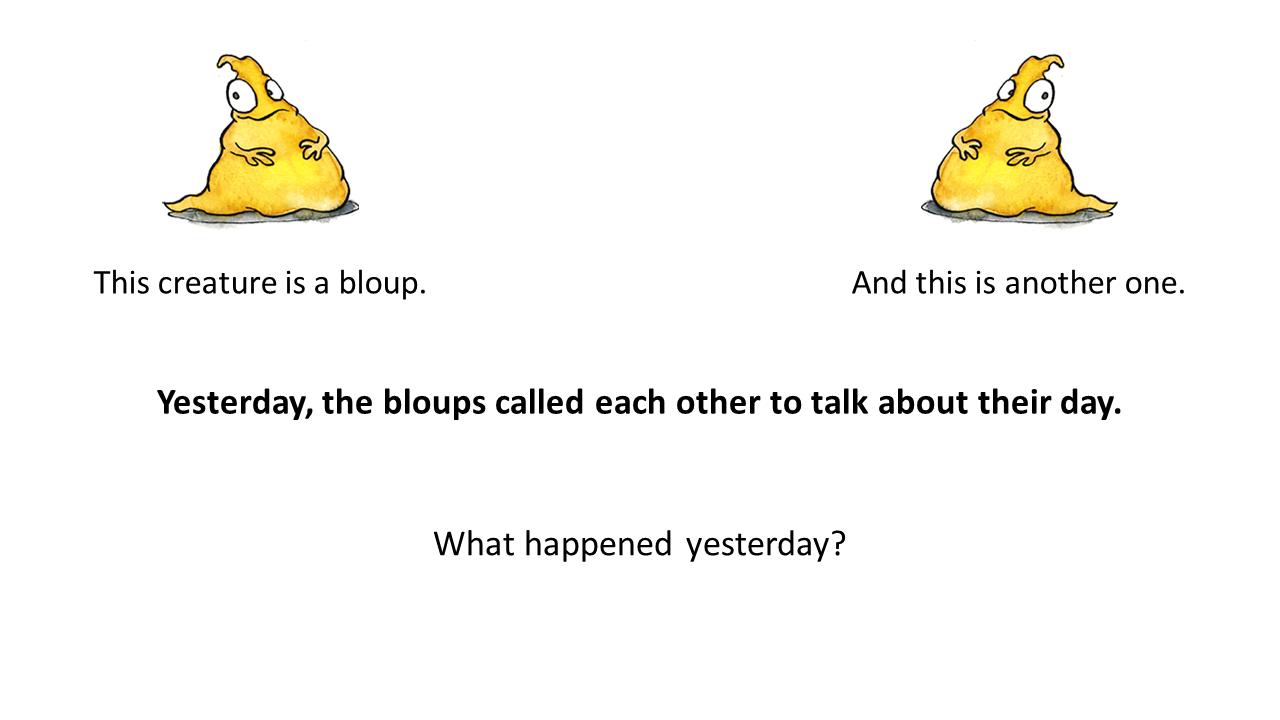 This creature is a bloup.
And this is another one.
Yesterday, the bloups called each other to talk about their day.
What happened yesterday?